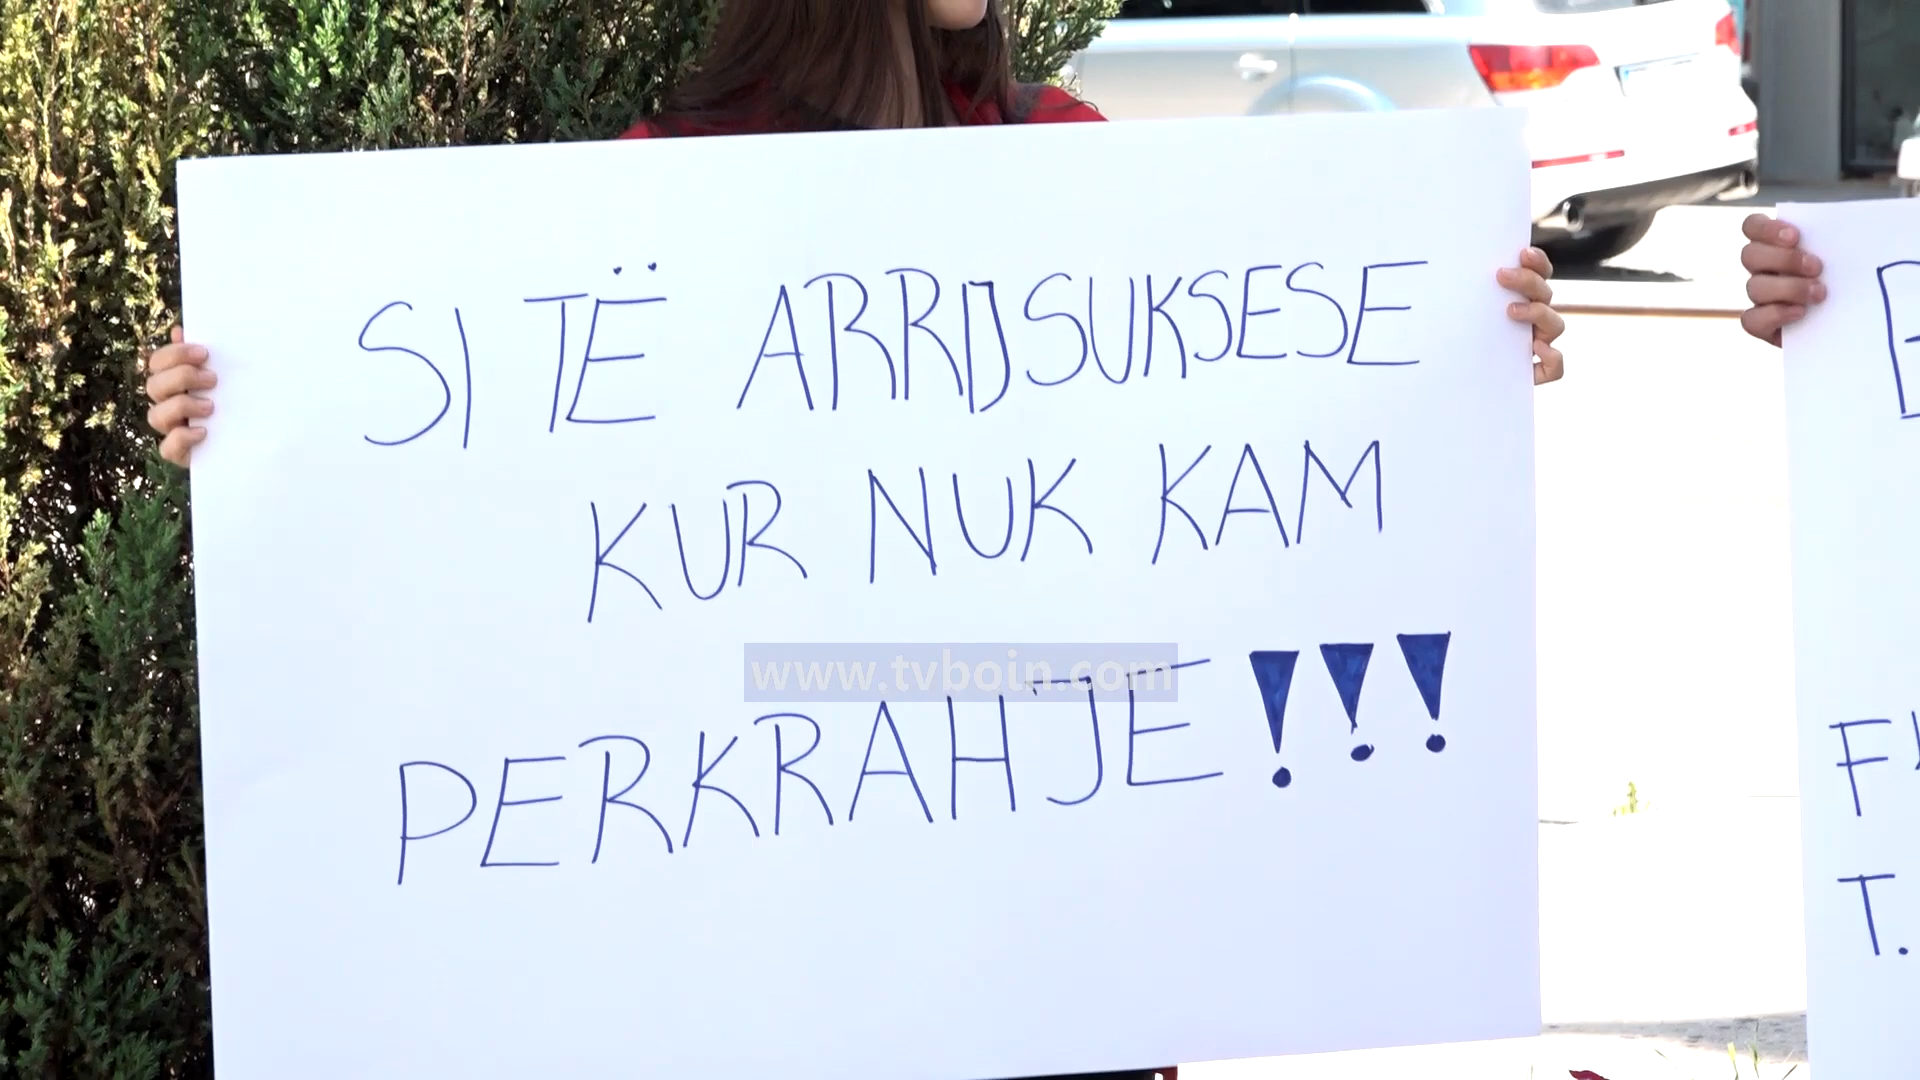 SI TË ARRIJ SUKSESE
KUR NUK KAM
PERKRAHJE!!!
www.tvboin.com
T.